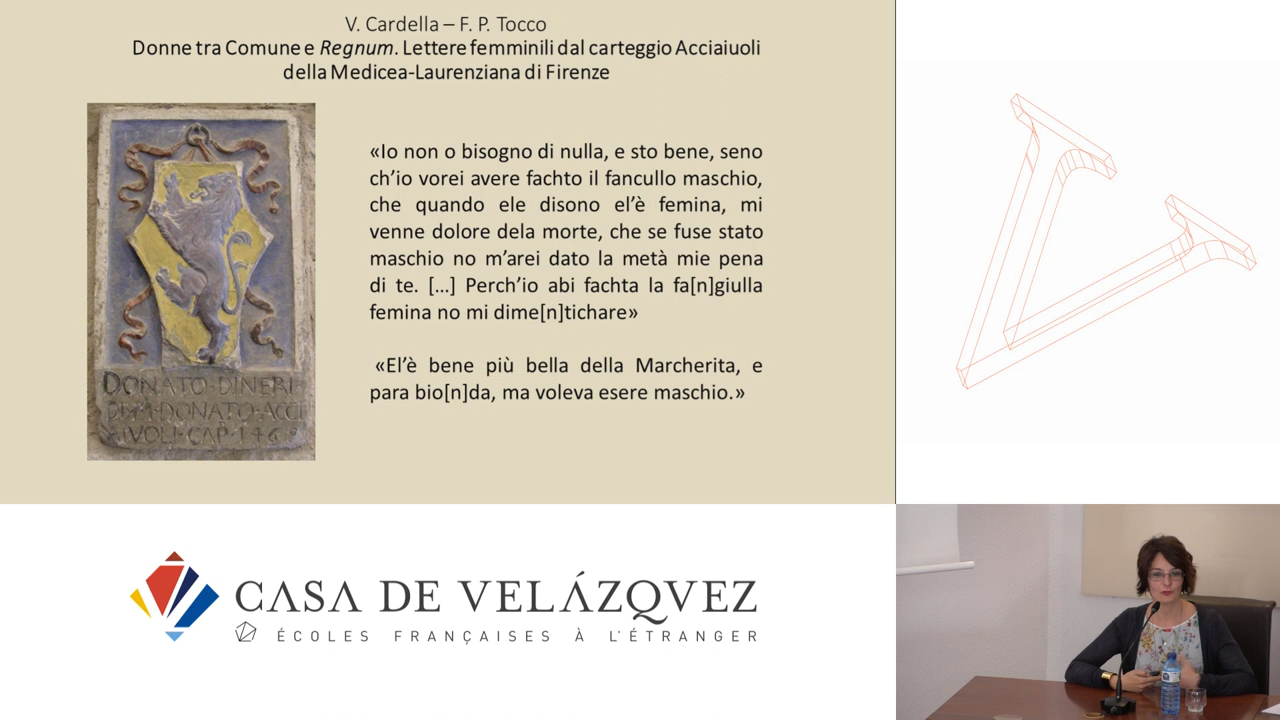 V. Cardella – F. P. Tocco
Donne tra Comune e Regnum. Lettere femminili dal carteggio Acciaiuoli
della Medicea-Laurenziana di Firenze
«Io non o bisogno di nulla, e sto bene, seno
ch’io vorei avere fachto il fancullo maschio,
che quando ele disono el’è femina, mi
venne dolore dela morte, che se fuse stato
maschio no m’arei dato la metà mie pena
di te. [...] Perch’io abi fachta la fa[n]giulla
femina no mi dime[n]tichare»
«El’è bene più bella della Marcherita, e
para bio[n]da, ma voleva esere maschio.»
DONATO·DINERI
DONATO·ACCI
IVOLI·CAP·146
CASA DE VELÁZQVEZ
ÉCOLES FRANÇAISES À L'ÉTRANGER